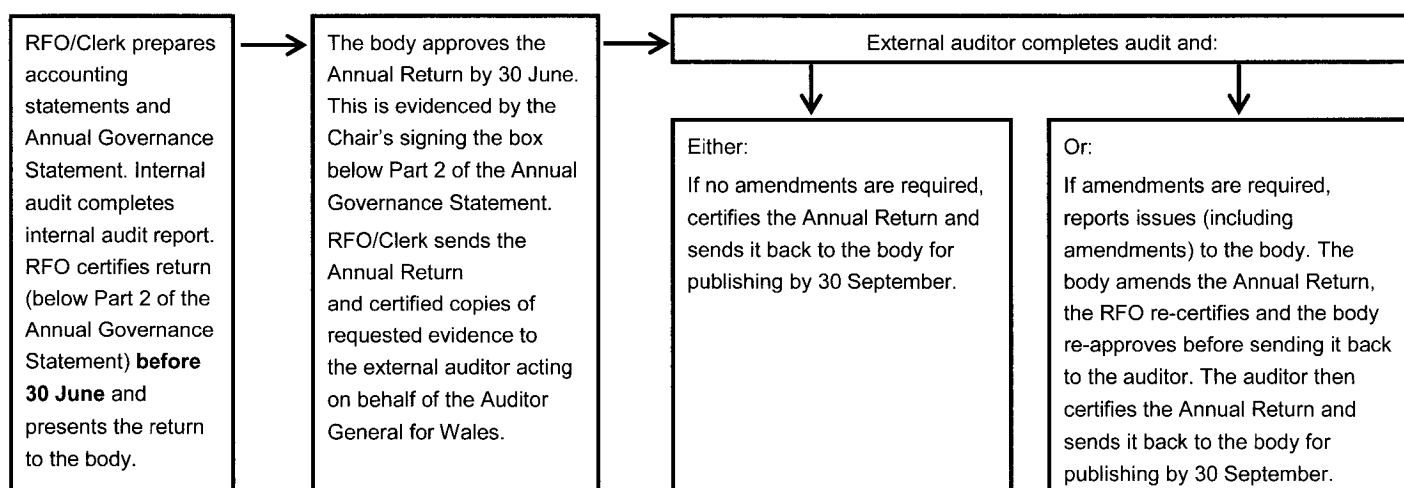 RFO/Clerk prepares
accounting
statements and
Annual Governance
Statement. Internal
audit completes
internal audit report.
RFO certifies return
(below Part 2 of the
Annual Governance
Statement) before
30 June and
presents the return
to the body.
The body approves the
Annual Return by 30 June.
This is evidenced by the
Chair's signing the box
below Part 2 of the Annual
Governance Statement.
RFO/Clerk sends the
Annual Return
and certified copies of
requested evidence to
the external auditor acting
on behalf of the Auditor
General for Wales.
External auditor completes audit and:
Either:
If no amendments are required,
certifies the Annual Return and
sends it back to the body for
publishing by 30 September.
Or:
If amendments are required,
reports issues (including
amendments) to the body. The
body amends the Annual Return,
the RFO re-certifies and the body
re-approves before sending it back
to the auditor. The auditor then
certifies the Annual Return and
sends it back to the body for
publishing by 30 September.